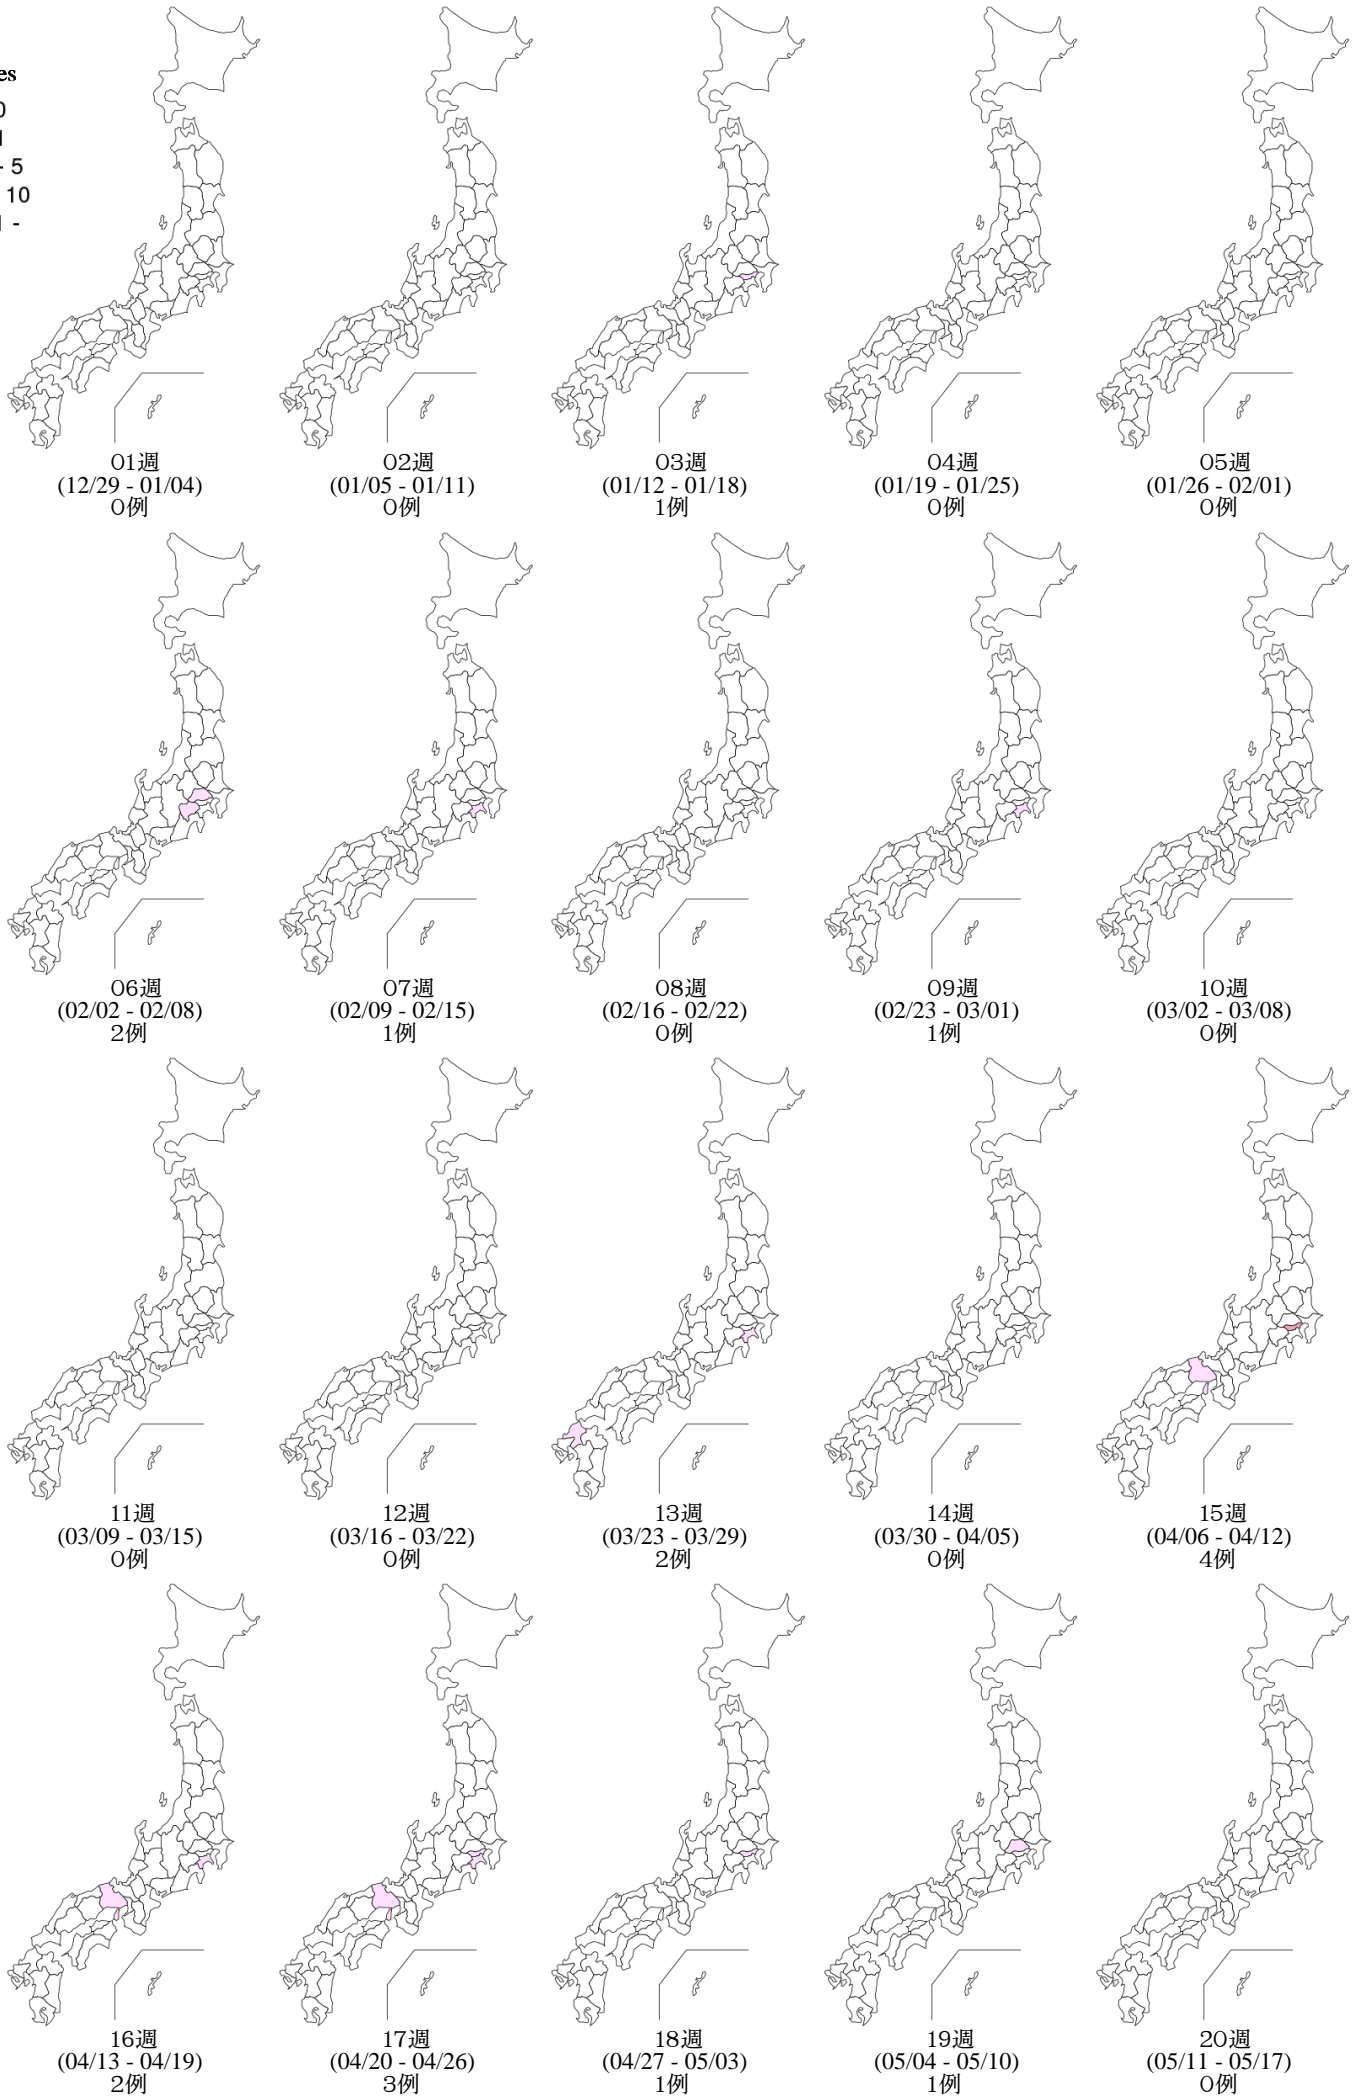 - 5
10
01週
(12/29 - 01/04)
0例
02週
(01/05 - 01/11)
0例
03週
(01/12 - 01/18)
1例
04週
(01/19 - 01/25)
0例
05週
(01/26 - 02/01)
0例
06週
(02/02 - 02/08)
2例
07週
(02/09 - 02/15)
1例
08週
(02/16 - 02/22)
0例
09週
(02/23 - 03/01)
1例
10週
(03/02 - 03/08)
0例
11週
(03/09 - 03/15)
0例
12週
(03/16 - 03/22)
0例
13週
(03/23 - 03/29)
2例
14週
(03/30 - 04/05)
0例
15週
(04/06 - 04/12)
4例
16週
(04/13 - 04/19)
2例
17週
(04/20 - 04/26)
3例
18週
(04/27 - 05/03)
1例
19週
(05/04 - 05/10)
1例
20週
(05/11 - 05/17)
0例